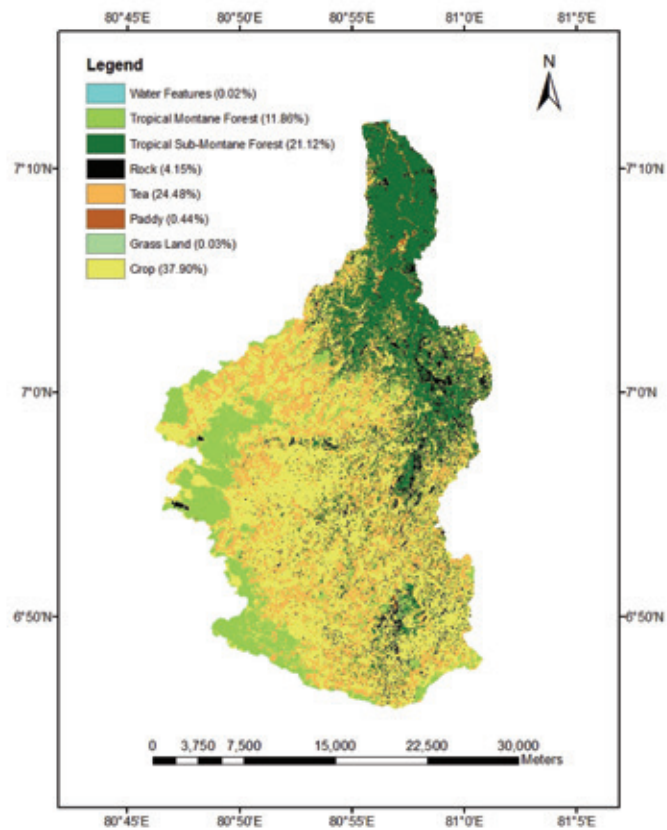 80°45'E 80°50'E 80°55'E 81°0'E 81°5'E
Legend
Water Features (0.02%)
Tropical Montane Forest (11.86%)
Tropical Sub-Montane Forest (21.12%)
Rock (4.15%)
Tea (24.48%)
Paddy (0.44%)
Grass Land (0.03%)
Crop (37.90%)
N
7°10'N 7°10'N
7°0'N 7°0'N
6°50'N 6°50'N
0 3,750 7,500 15,000 22,500 30,000
Meters
80°45'E 80°50'E 80°55'E 81°0'E 81°5'E